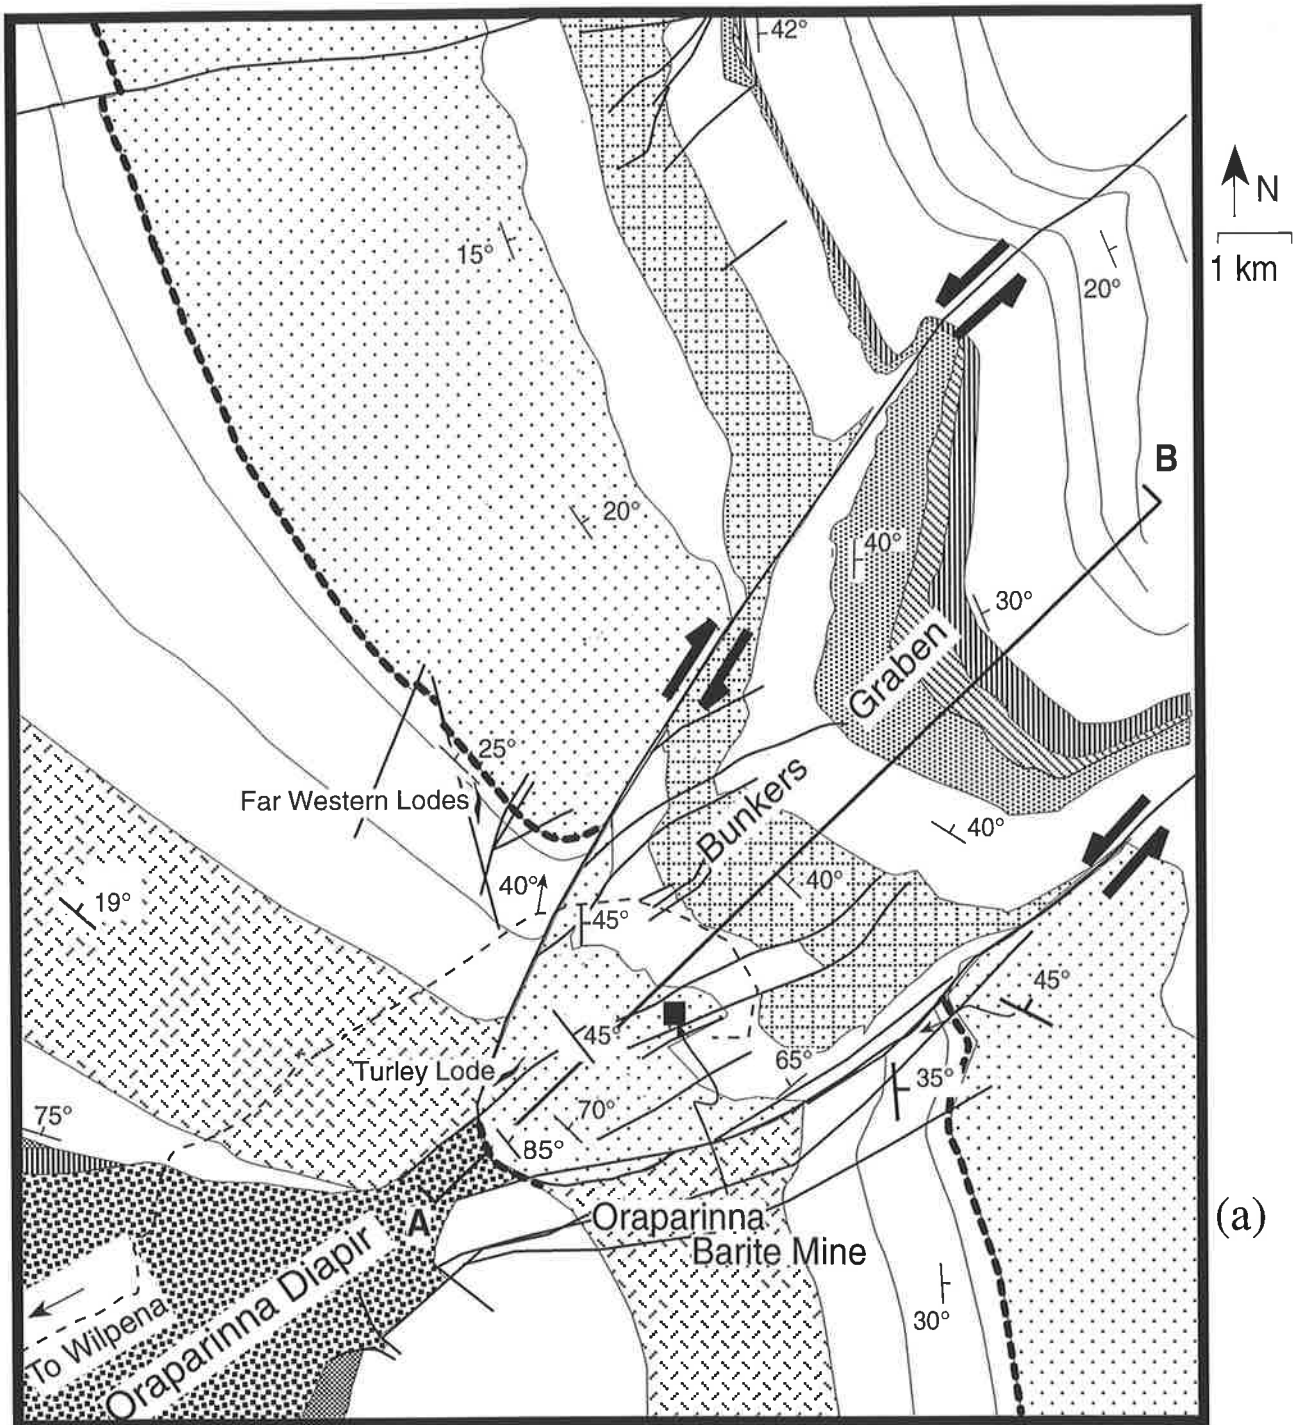 42°
N
1 km
15°
20°
B
20°
40°
30°
Graben
25°
Far Western Lodes
Bunkers
40°
40°
40°
19°
45°
45°
45°
Turley Lode
65°
35°
75°
70°
85°
A
Oraparinna
Barite Mine
(a)
Oraparinna Diapir
30°
To Wilpena